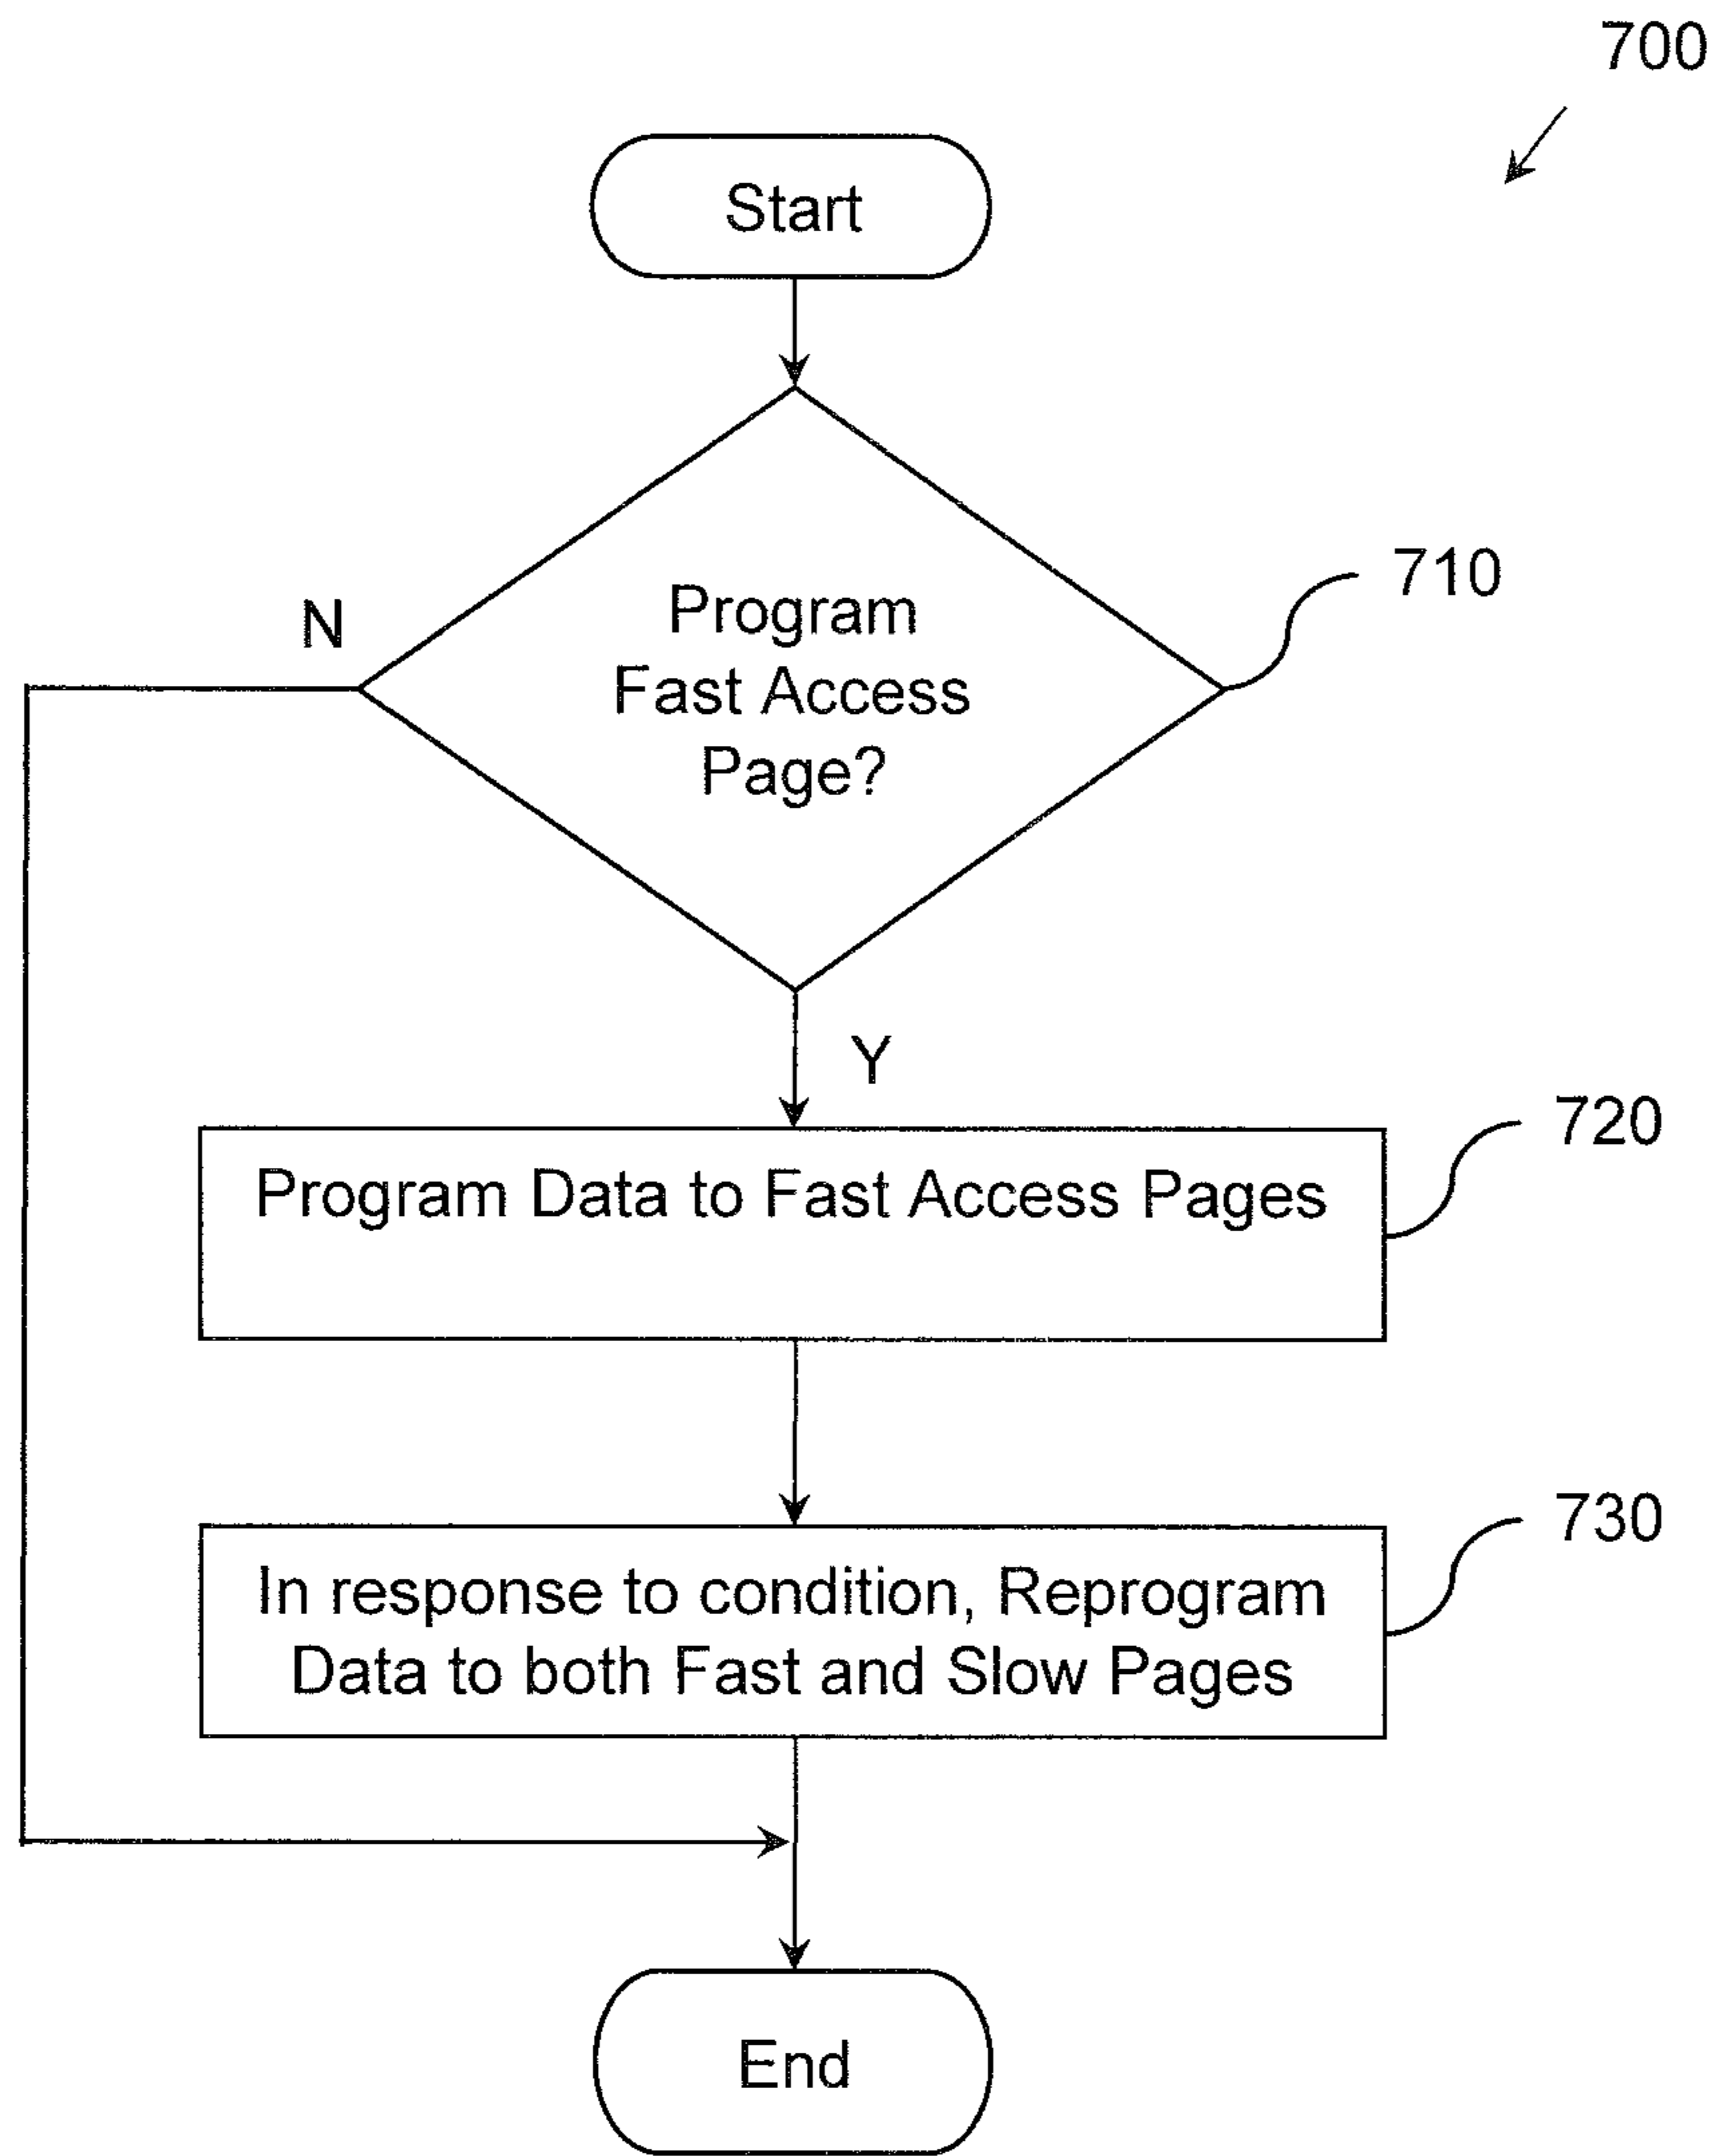 700
Start
710
N
Program
Fast Access
Page?
Y
720
Program Data to Fast Access Pages
730
In response to condition, Reprogram
Data to both Fast and Slow Pages
End